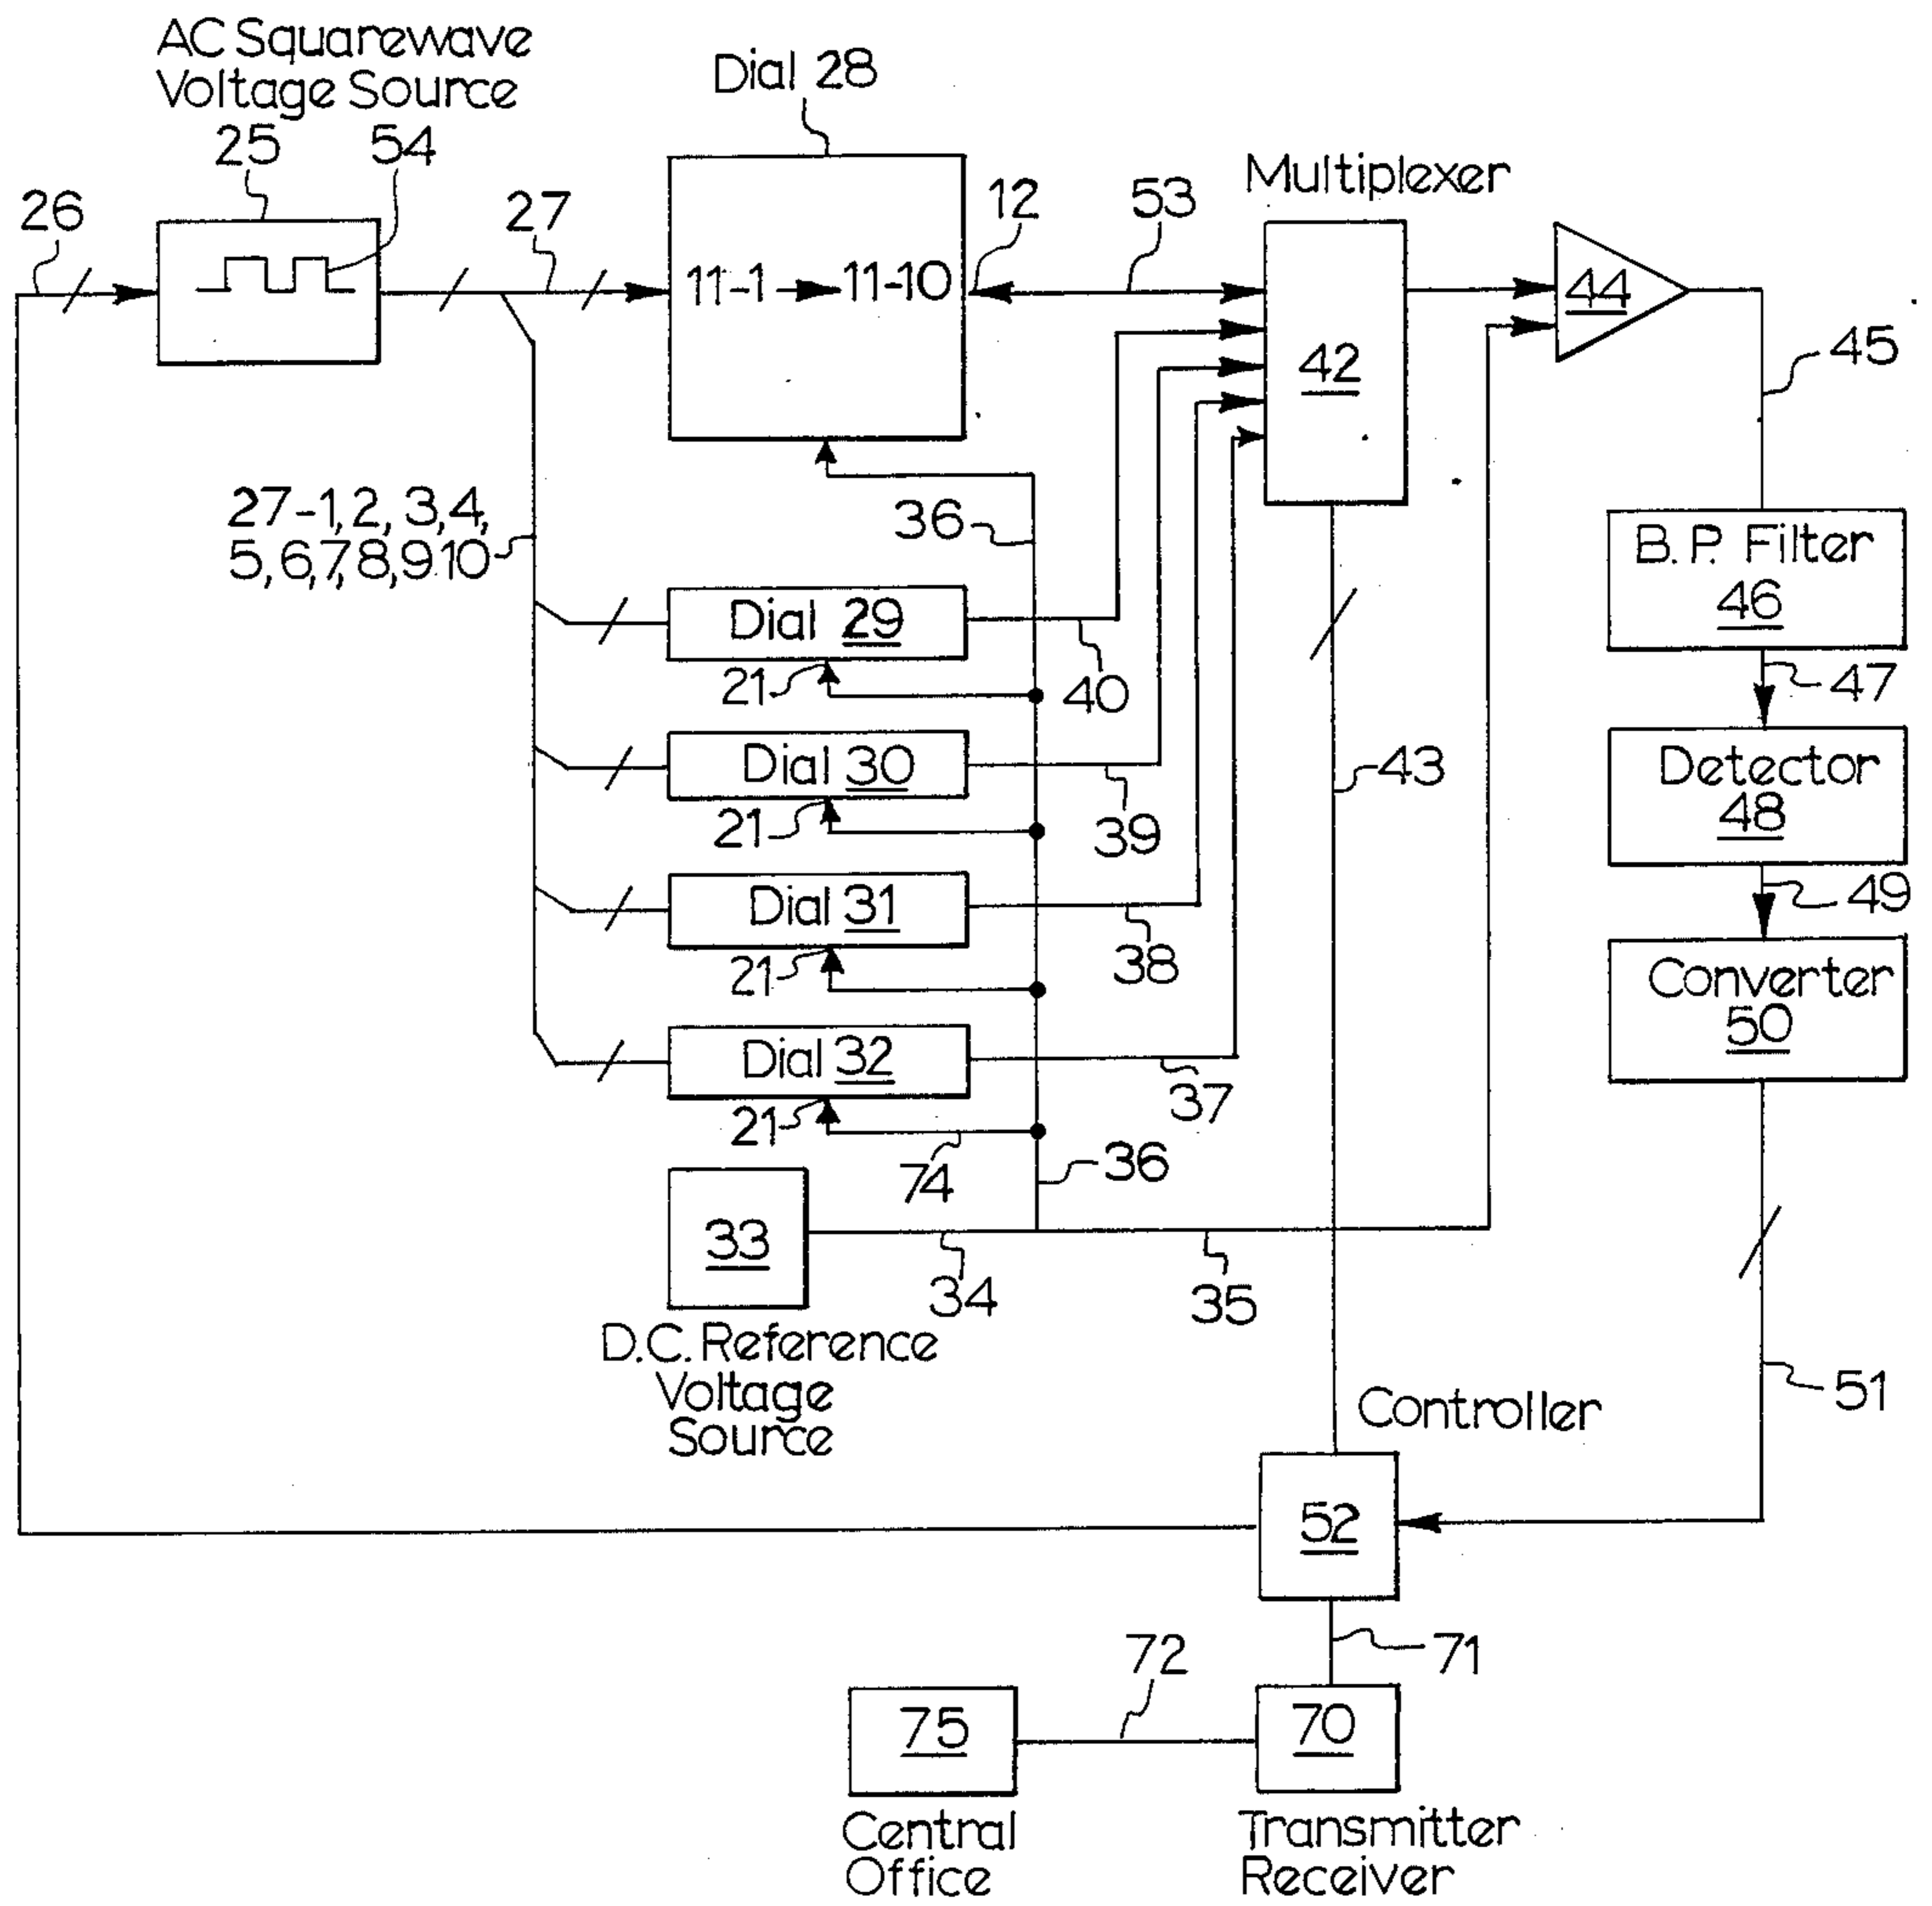 AC Squarewave
Voltage Source
25
54
Dial 28
Multiplexer
26
27
12
53
11-1
11-10
44
42
45
27-1, 2, 3, 4,
5, 6, 7, 8, 9 10
36
B.P. Filter
46
Dial 29
21
40
47
Dial 30
21
39
43
Detector
48
Dial 31
21
38
49
Converter
50
Dial 32
21
37
74
36
33
34
35
D.C. Reference
Voltage
Source
51
Controller
52
71
72
75
70
Central
Office
Transmitter
Receiver